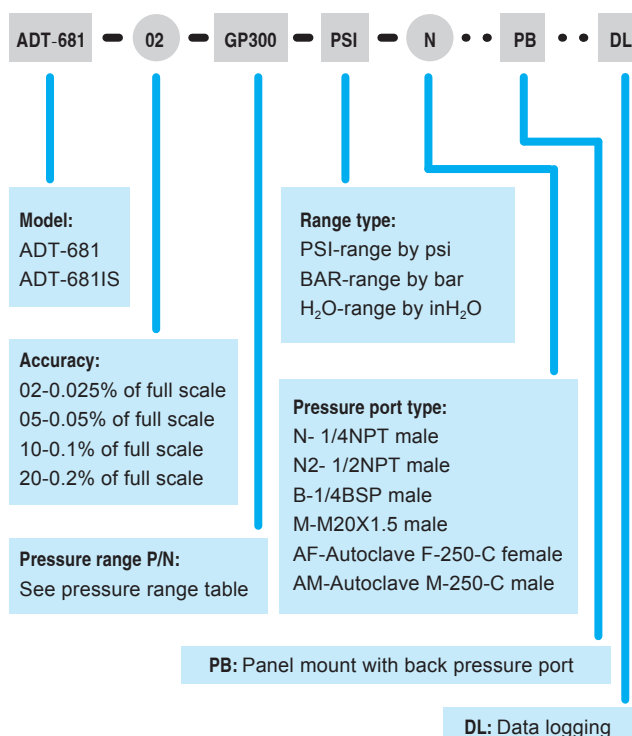 ADT-681 - 02 - GP300 - PSI - N • • PB • • DL
Model:
ADT-681
ADT-681IS
Range type:
PSI-range by psi
BAR-range by bar
H₂O-range by inH₂O
Accuracy:
02-0.025% of full scale
05-0.05% of full scale
10-0.1% of full scale
20-0.2% of full scale
Pressure port type:
N- 1/4NPT male
N2- 1/2NPT male
B-1/4BSP male
M-M20X1.5 male
AF-Autoclave F-250-C female
AM-Autoclave M-250-C male
Pressure range P/N:
See pressure range table
PB: Panel mount with back pressure port
DL: Data logging